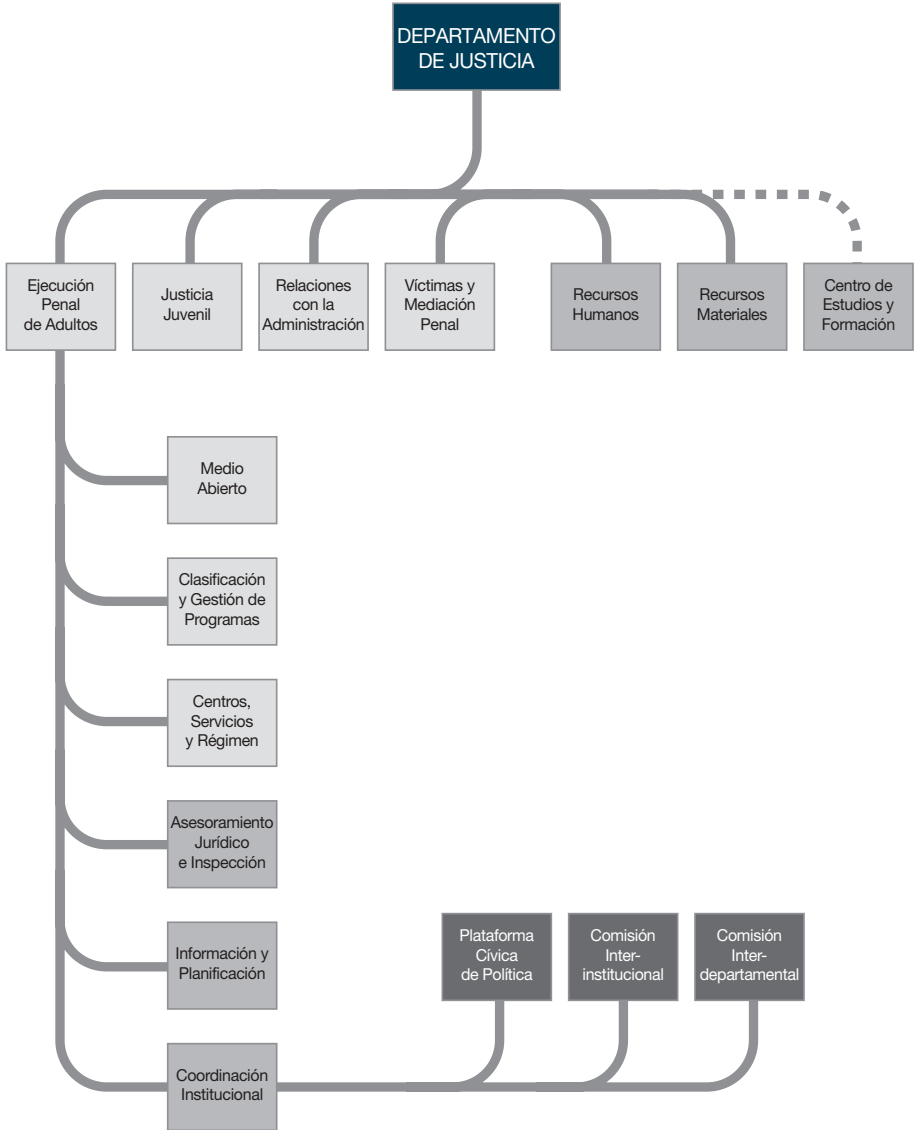 DEPARTAMENTO
DE JUSTICIA
Ejecución
Penal
de Adultos
Justicia
Juvenil
Relaciones
con la
Administración
Víctimas y
Mediación
Penal
Recursos
Humanos
Recursos
Materiales
Centro de
Estudios y
Formación
Medio
Abierto
Clasificación
y Gestión de
Programas
Centros,
Servicios
y Régimen
Asesoramiento
Jurídico
e Inspección
Información y
Planificación
Plataforma
Cívica
de Política
Comisión
Inter-
institucional
Comisión
Inter-
departamental
Coordinación
Institucional